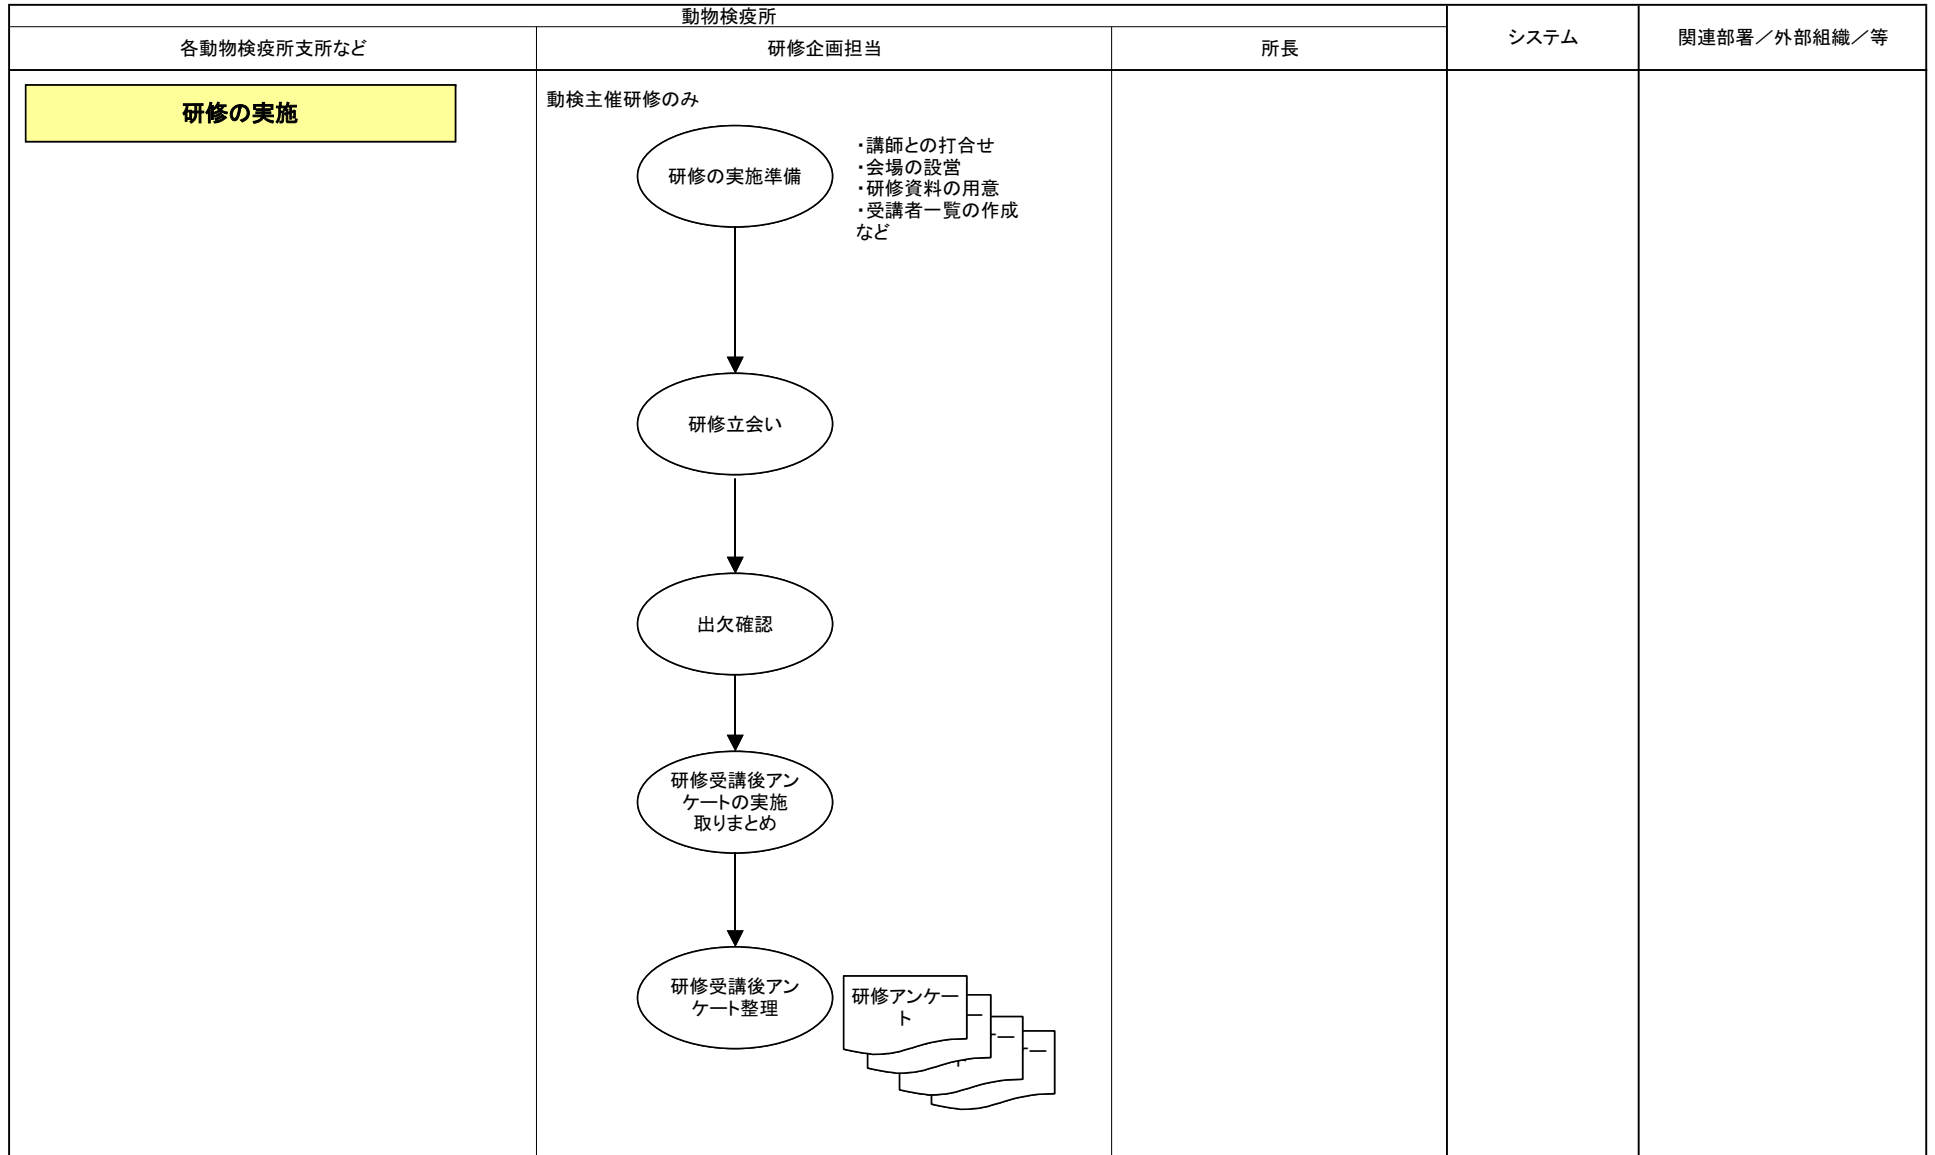 動物検疫所
各動物検疫所支所など
研修企画担当
所長
システム
関連部署／外部組織／等
研修の実施
動検主催研修のみ
研修の実施準備
・講師との打合せ
・会場の設営
・研修資料の用意
・受講者一覧の作成
など
研修立会い
出欠確認
研修受講後アン
ケートの実施
取りまとめ
研修受講後アン
ケート整理
研修アンケー
ト